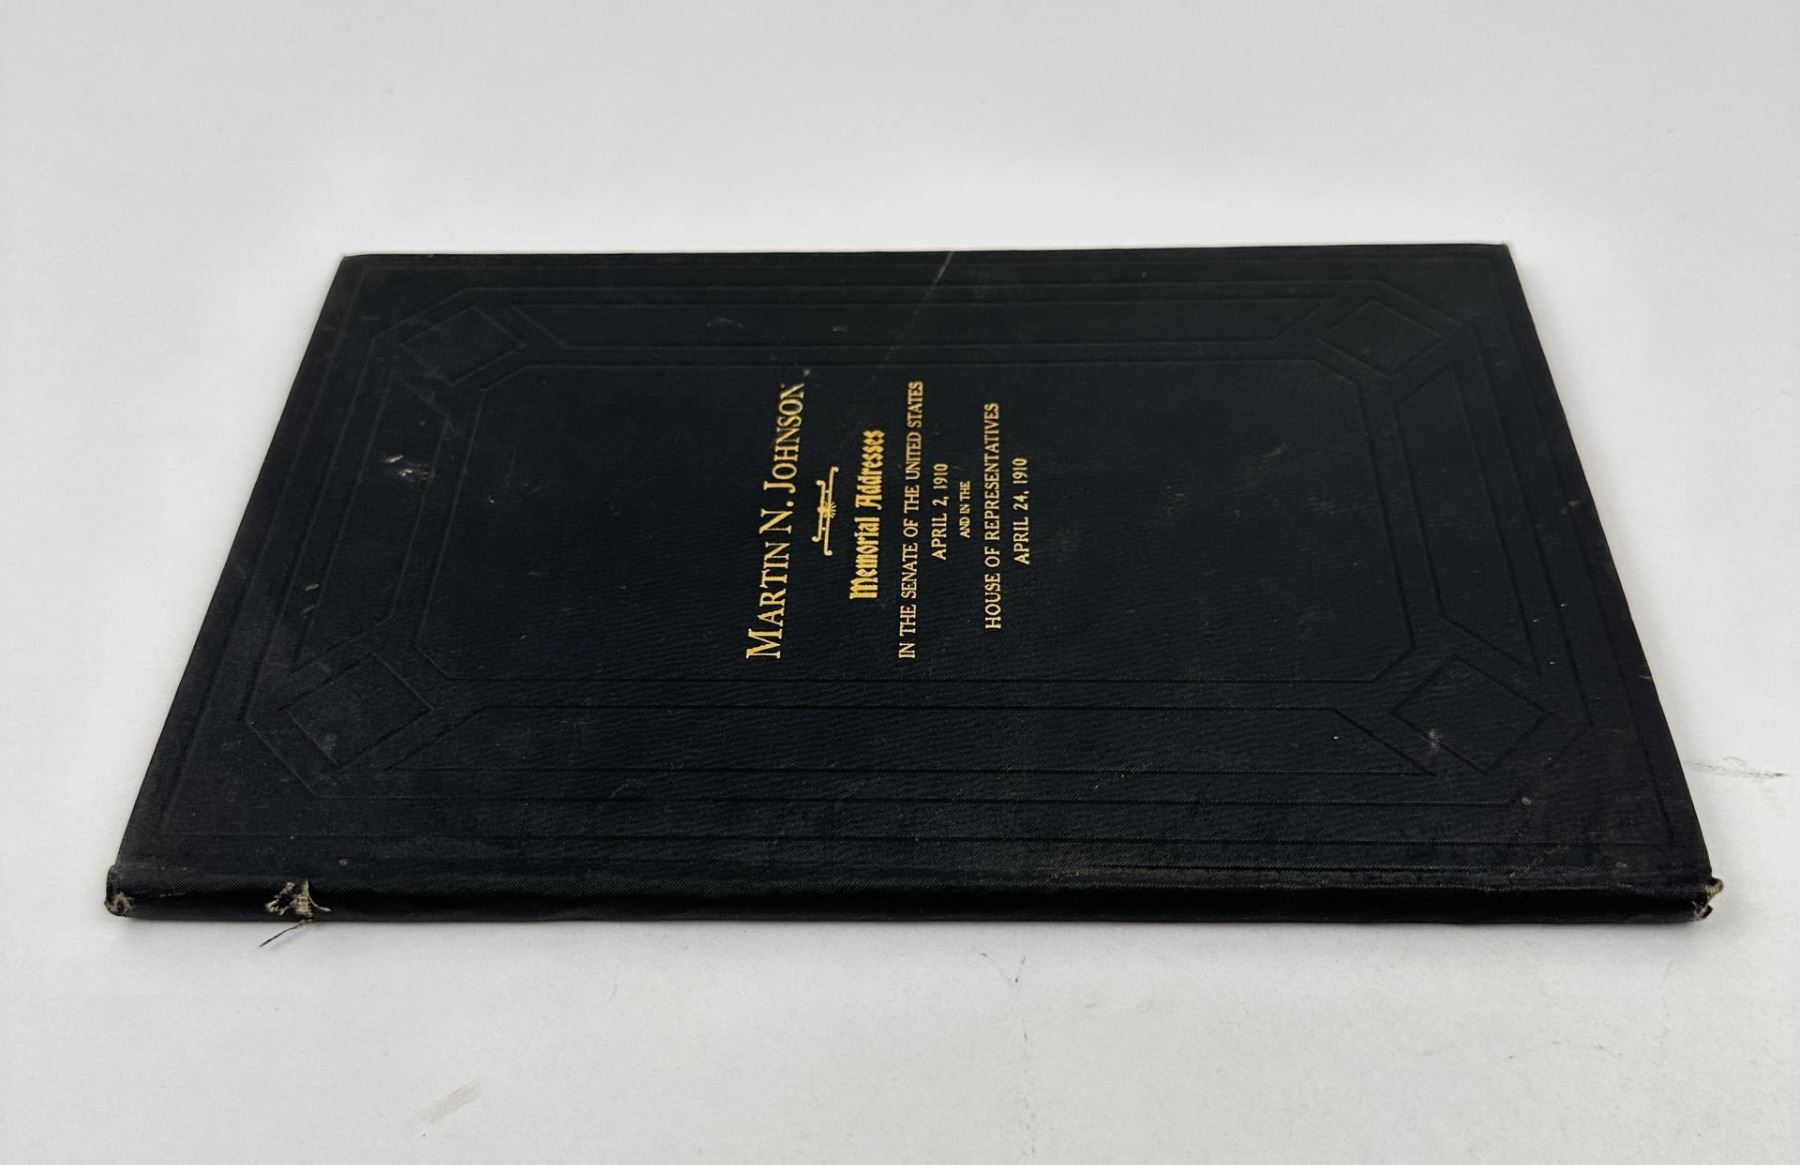 MARTIN N. JOHNSON
Memorial Addresses
IN THE SENATE OF THE UNITED STATES
APRIL 2, 1910
AND IN THE
HOUSE OF REPRESENTATIVES
APRIL 24, 1910